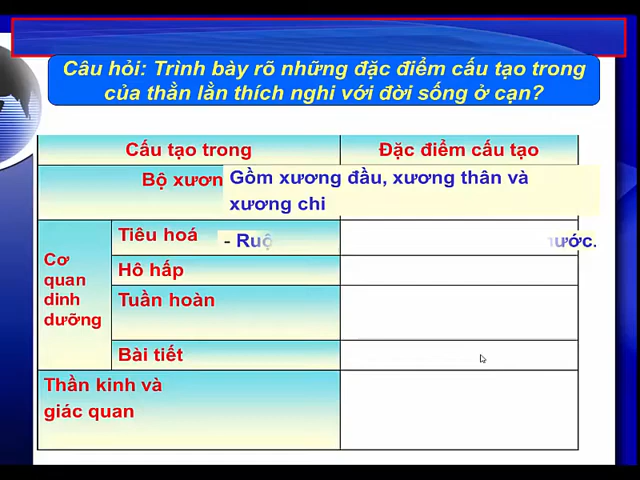 Câu hỏi: Trình bày rõ những đặc điểm cấu tạo trong
của thằn lằn thích nghi với đời sống ở cạn?
Cấu tạo trong
Đặc điểm cấu tạo
Bộ xươn
Gồm xương đầu, xương thân và
xương chi
Cơ
quan
dinh
dưỡng
Tiêu hoá
- Ruộ
nước.
Hô hấp
Tuần hoàn
Bài tiết
Thần kinh và
giác quan